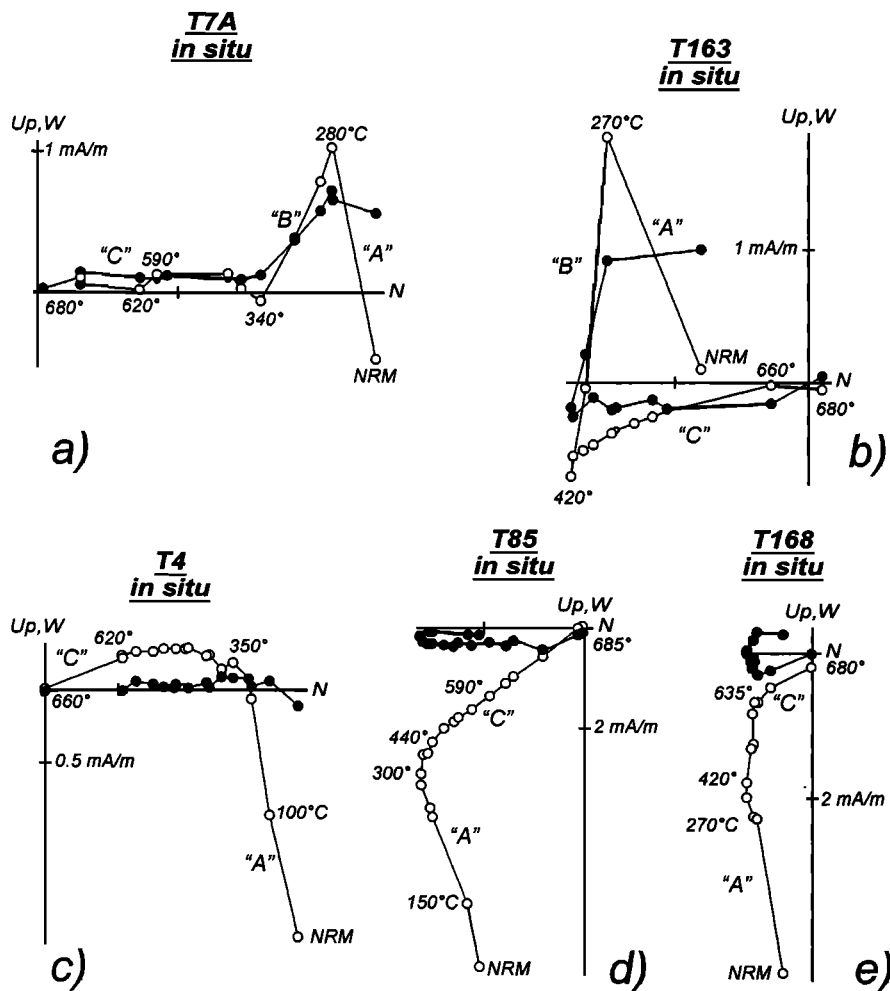 T7A
in situ
Up,W
1 mA/m
280°C
"B"
"A"
"C"
590°
N
680°
620°
340°
NRM
a)
T163
in situ
270°C
Up,W
"A"
1 mA/m
"B"
NRM
660°
N
680°
"C"
420°
b)
T4
in situ
Up,W
"C"
620°
350°
N
660°
0.5 mA/m
100°C
"A"
NRM
c)
T85
in situ
Up,W
N
685°
590°
"C"
440°
2 mA/m
300°
"A"
150°C
NRM
d)
T168
in situ
Up,W
N
680°
635°
"C"
420°
2 mA/m
270°C
"A"
NRM
e)